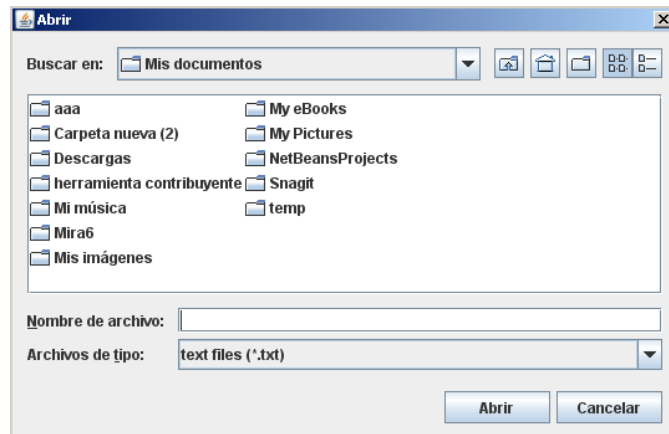 Abrir
Buscar en: Mis documentos
aaa
Carpeta nueva (2)
Descargas
herramienta contribuyente
Mi música
Mira6
Mis imágenes
My eBooks
My Pictures
NetBeansProjects
Snagit
temp
Nombre de archivo:
Archivos de tipo: text files (*.txt)
Abrir Cancelar